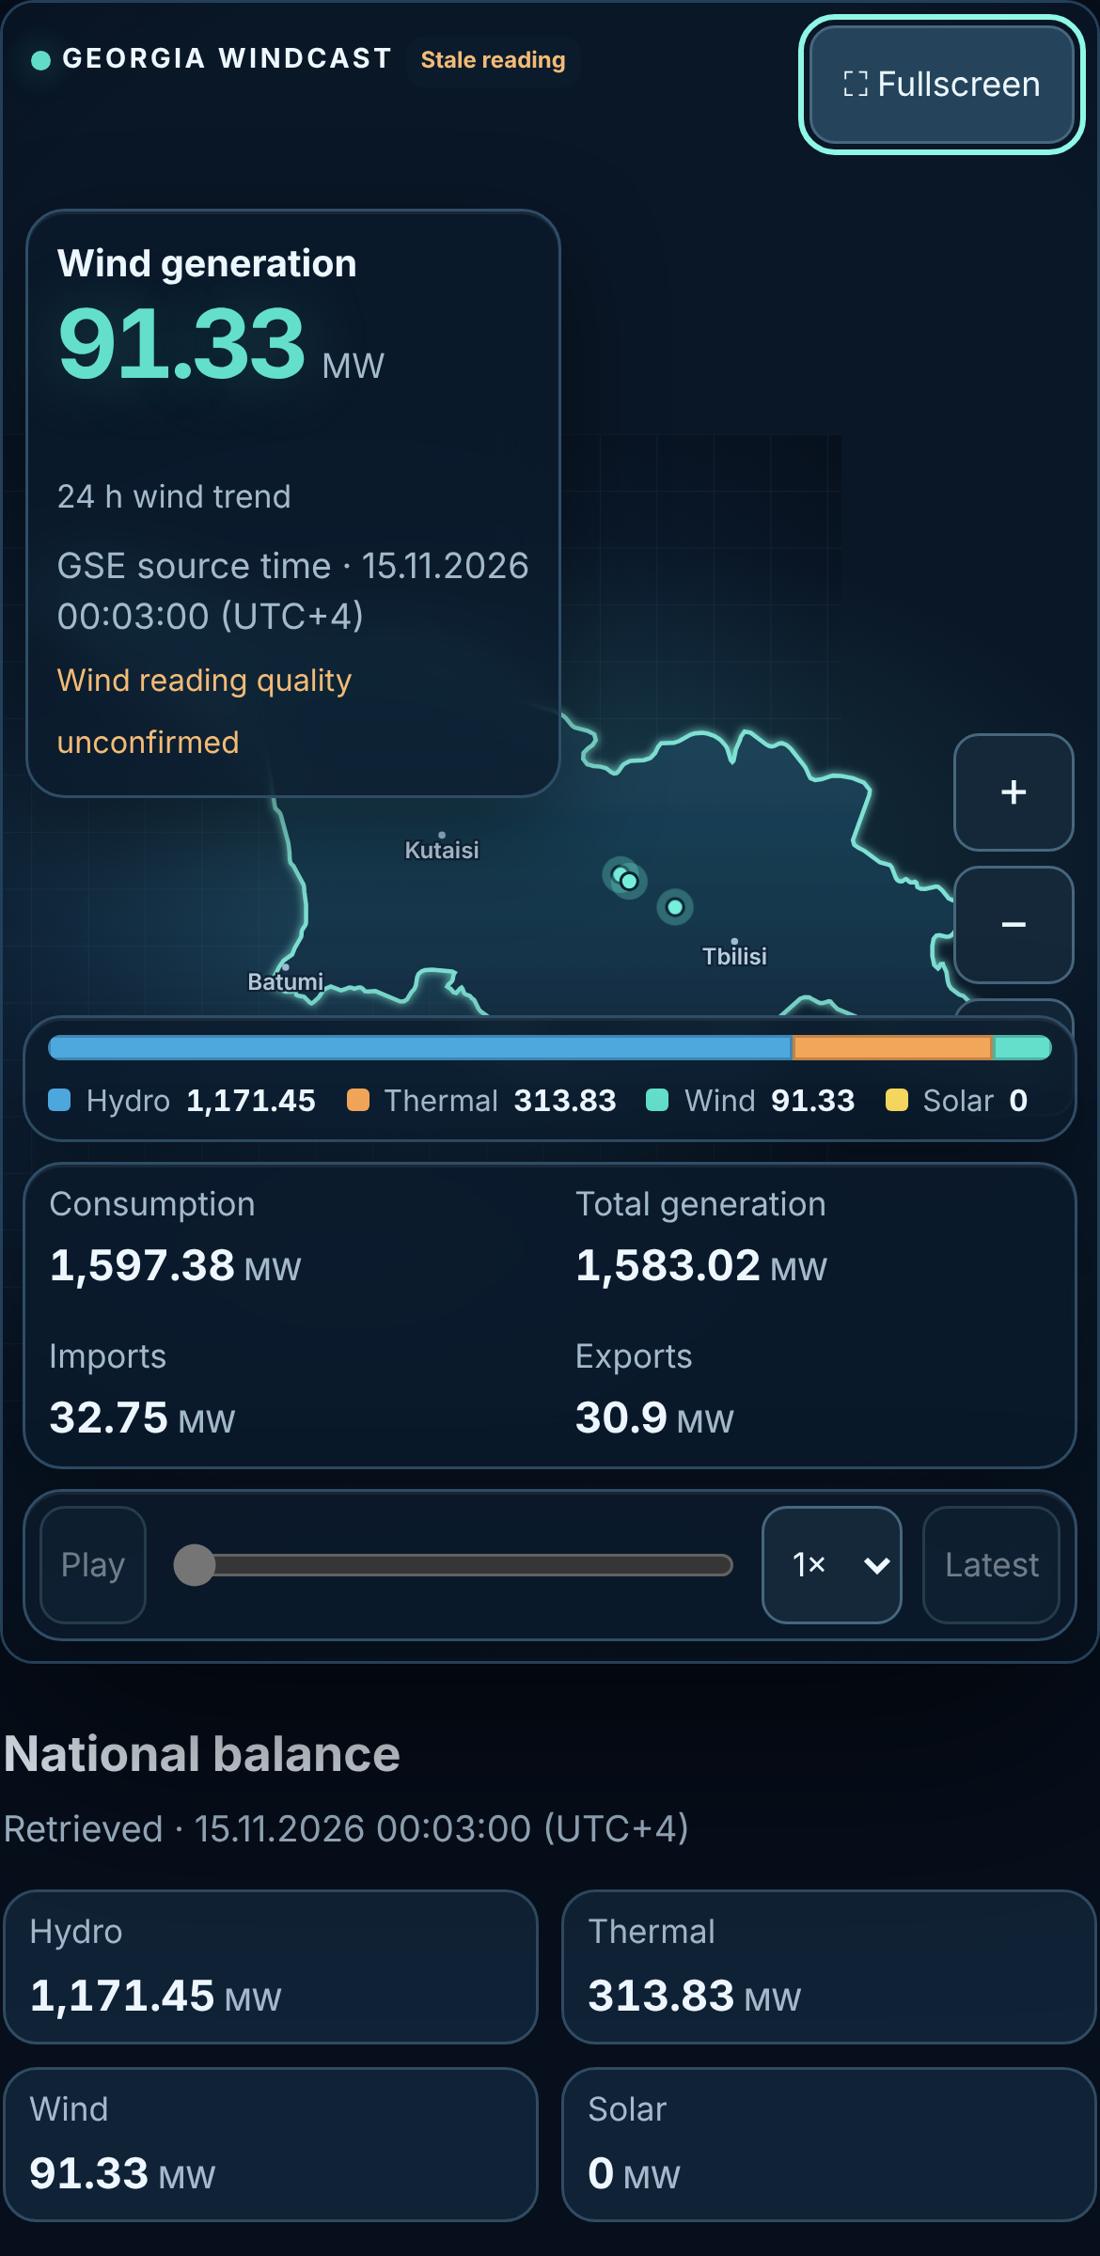 GEORGIA WINDCAST
Stale reading
Fullscreen
Wind generation
91.33 MW
24 h wind trend
GSE source time · 15.11.2026
00:03:00 (UTC+4)
Wind reading quality
unconfirmed
+
Kutaisi
−
Tbilisi
Batumi
Hydro 1,171.45 Thermal 313.83 Wind 91.33 Solar 0
Consumption
1,597.38 MW
Total generation
1,583.02 MW
Imports
32.75 MW
Exports
30.9 MW
Play
1×
Latest
National balance
Retrieved · 15.11.2026 00:03:00 (UTC+4)
Hydro
1,171.45 MW
Thermal
313.83 MW
Wind
91.33 MW
Solar
0 MW